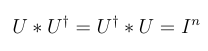 U * U† = U† * U = Iⁿ